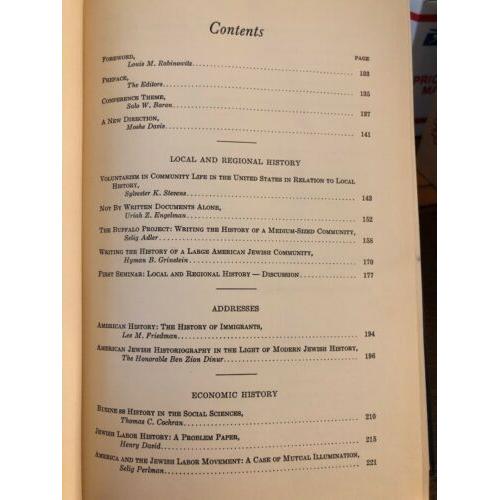 Contents
PAGE
FOREWORD,
Louis M. Rabinowitz 133
PREFACE,
The Editors 135
CONFERENCE THEME,
Salo W. Baron 137
A NEW DIRECTION,
Moshe Davis 141
LOCAL AND REGIONAL HISTORY
VOLUNTARISM IN COMMUNITY LIFE IN THE UNITED STATES IN RELATION TO LOCAL
HISTORY,
Sylvester K. Stevens 143
NOT BY WRITTEN DOCUMENTS ALONE,
Uriah Z. Engelman 152
THE BUFFALO PROJECT: WRITING THE HISTORY OF A MEDIUM-SIZED COMMUNITY,
Selig Adler 158
WRITING THE HISTORY OF A LARGE AMERICAN JEWISH COMMUNITY,
Hyman B. Grinstein 170
FIRST SEMINAR: LOCAL AND REGIONAL HISTORY — DISCUSSION 177
ADDRESSES
AMERICAN HISTORY: THE HISTORY OF IMMIGRANTS,
Lee M. Friedman 194
AMERICAN JEWISH HISTORIOGRAPHY IN THE LIGHT OF MODERN JEWISH HISTORY,
The Honorable Ben Zion Dinur 196
ECONOMIC HISTORY
BUSINESS HISTORY IN THE SOCIAL SCIENCES,
Thomas C. Cochran 210
JEWISH LABOR HISTORY: A PROBLEM PAPER,
Henry David 215
AMERICA AND THE JEWISH LABOR MOVEMENT: A CASE OF MUTUAL ILLUMINATION,
Selig Perlman 221